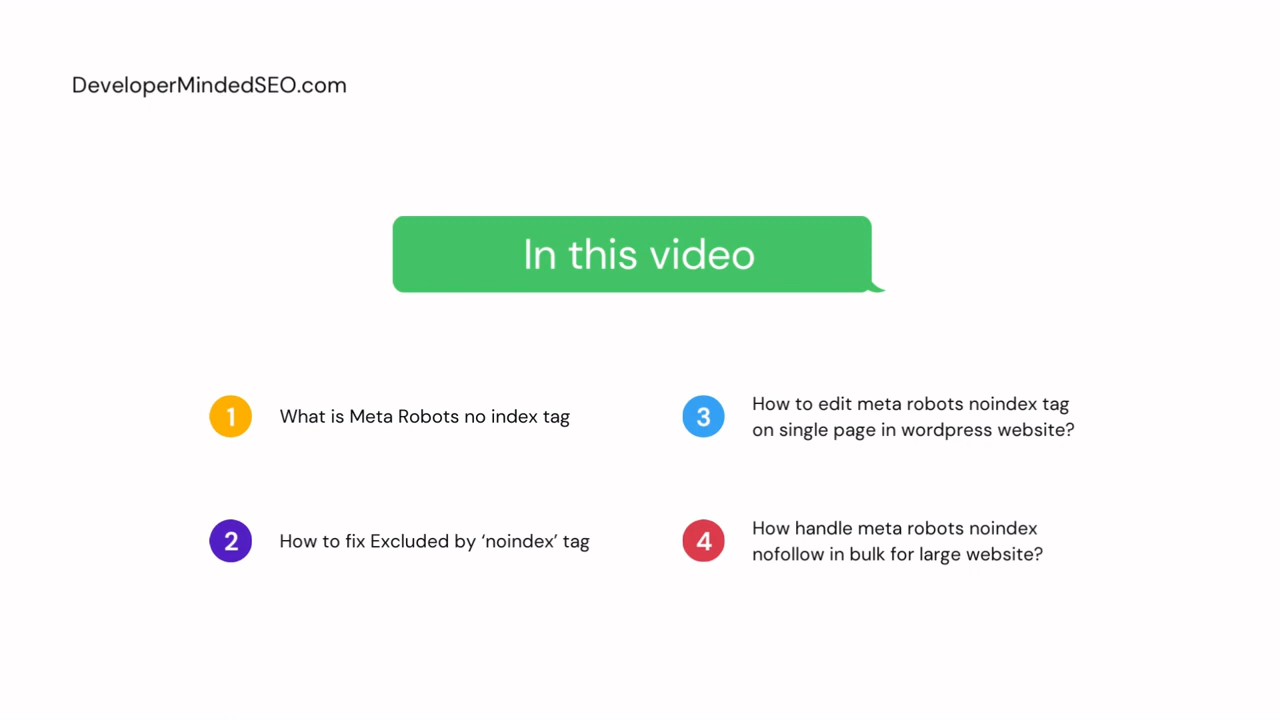 DeveloperMindedSEO.com
In this video
1
What is Meta Robots no index tag
2
How to fix Excluded by ‘noindex’ tag
3
How to edit meta robots noindex tag
on single page in wordpress website?
4
How handle meta robots noindex
nofollow in bulk for large website?